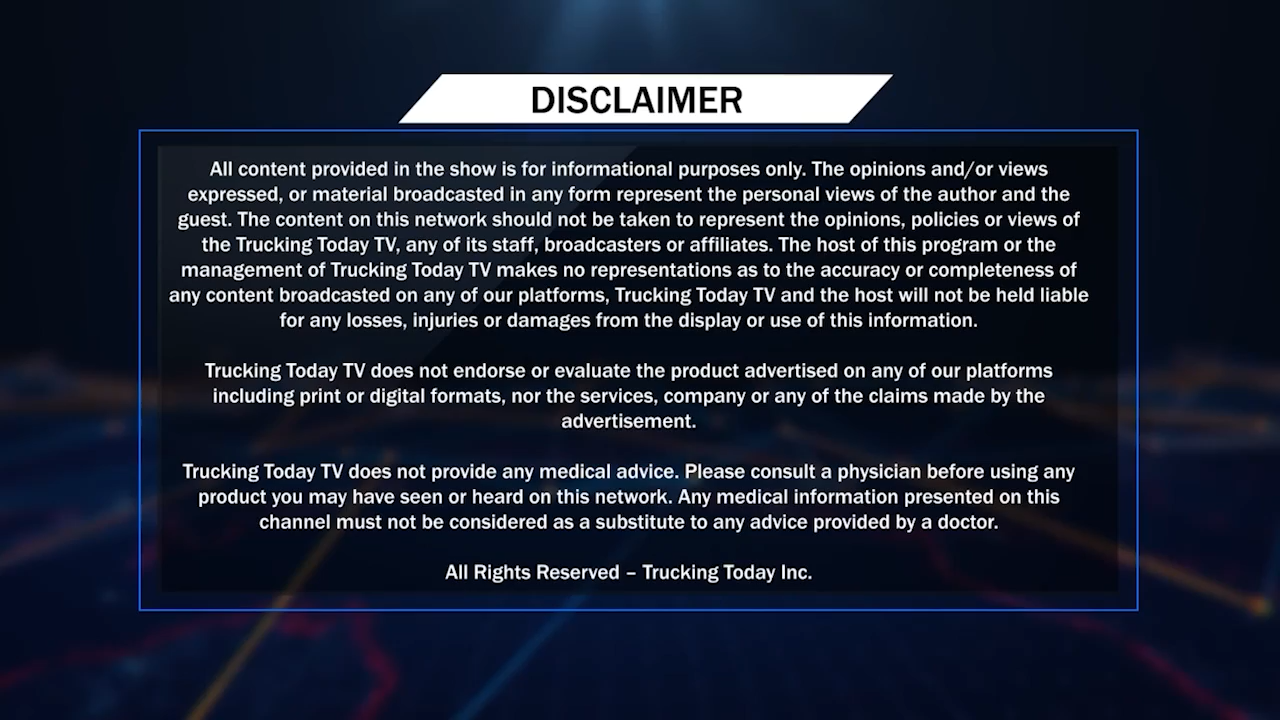 DISCLAIMER
All content provided in the show is for informational purposes only. The opinions and/or views
expressed, or material broadcasted in any form represent the personal views of the author and the
guest. The content on this network should not be taken to represent the opinions, policies or views of
the Trucking Today TV, any of its staff, broadcasters or affiliates. The host of this program or the
management of Trucking Today TV makes no representations as to the accuracy or completeness of
any content broadcasted on any of our platforms, Trucking Today TV and the host will not be held liable
for any losses, injuries or damages from the display or use of this information.
Trucking Today TV does not endorse or evaluate the product advertised on any of our platforms
including print or digital formats, nor the services, company or any of the claims made by the
advertisement.
Trucking Today TV does not provide any medical advice. Please consult a physician before using any
product you may have seen or heard on this network. Any medical information presented on this
channel must not be considered as a substitute to any advice provided by a doctor.
All Rights Reserved – Trucking Today Inc.